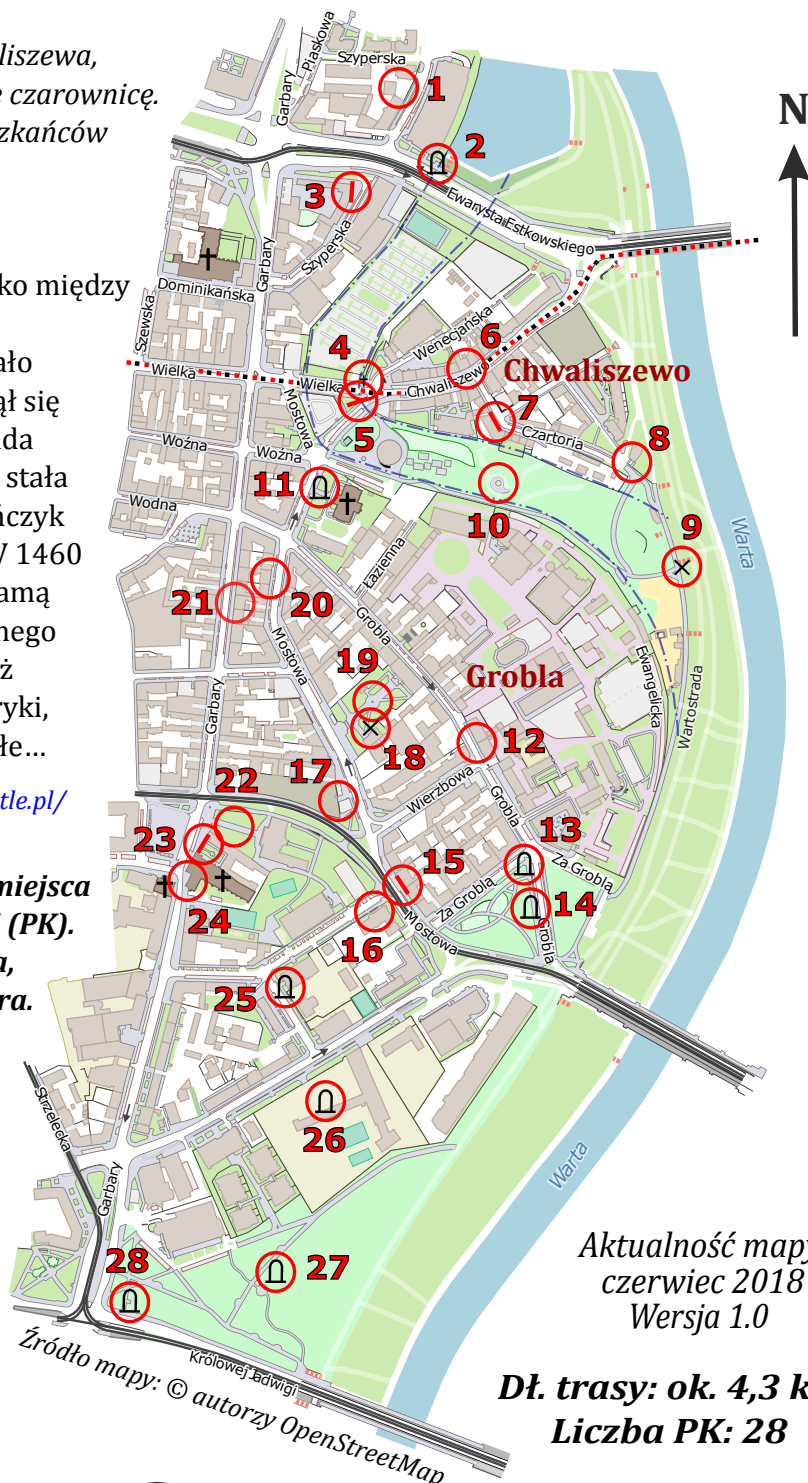 liszewa,
e czarownicę.
zkańców
ko między
ało
ął się
da
stała
ńczyk
W 1460
amą
nego
ż
ryki,
łe...
tle.pl/
miejsca
(PK).
a,
ra.
N
Piaskowa
Szyperska
Garbary
1
2
3
Ewarysta Estkowskiego
Szyperska
Garbary
Dominikańska
Szewska
Wenecjańska
6
4
Wielka
Wielka
Chwaliszewo
Chwaliszewo
7
5
Mostowa
Czartoria
8
Woźna
Woźna
11
10
9
Wodna
Warta
Łazienna
21
20
Grobla
Mostowa
19
Grobla
Ewangelicka
Wartostrada
18
12
Garbary
22
17
Wierzbowa
Grobla
13
23
15
Za Grobla
Za Grobla
14
24
16
Mostowa
Grobla
25
26
Strzelecka
Garbary
Warta
27
28
Królowej Jadwigi
Aktualność mapy
czerwiec 2018
Wersja 1.0
Źródło mapy: © autorzy OpenStreetMap
Dł. trasy: ok. 4,3 k
Liczba PK: 28